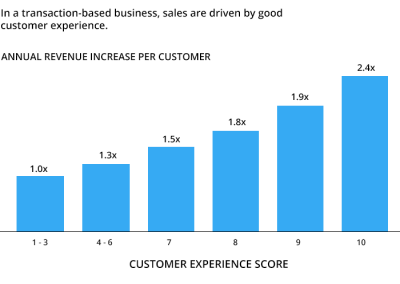 In a transaction-based business, sales are driven by good
customer experience.
ANNUAL REVENUE INCREASE PER CUSTOMER
1.0x
1.3x
1.5x
1.8x
1.9x
2.4x
1 - 3
4 - 6
7
8
9
10
CUSTOMER EXPERIENCE SCORE